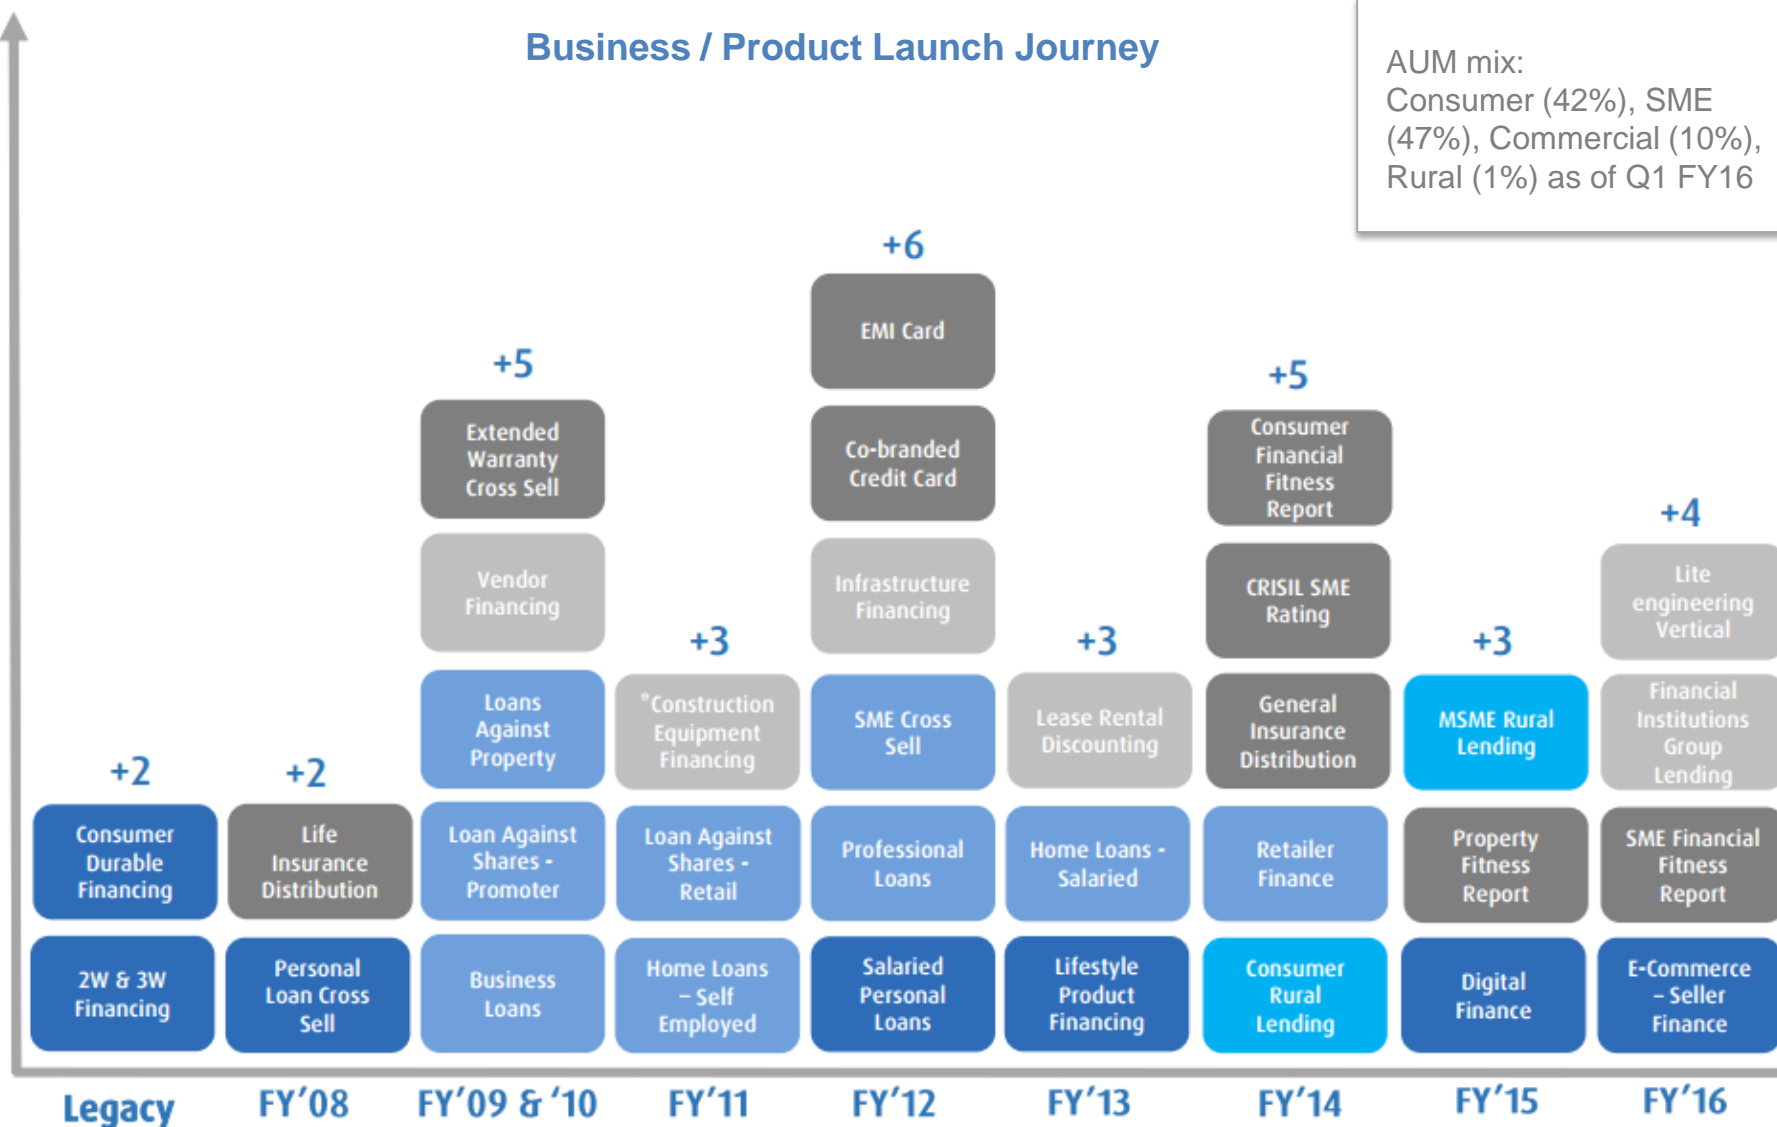 Business / Product Launch Journey
AUM mix:
Consumer (42%), SME
(47%), Commercial (10%),
Rural (1%) as of Q1 FY16
+2
Consumer
Durable
Financing
2W & 3W
Financing
Legacy
+2
Life
Insurance
Distribution
Personal
Loan Cross
Sell
FY'08
+5
Extended
Warranty
Cross Sell
Vendor
Financing
Loans
Against
Property
Loan Against
Shares -
Promoter
Business
Loans
FY'09 & '10
+3
*Construction
Equipment
Financing
Loan Against
Shares -
Retail
Home Loans
– Self
Employed
FY'11
+6
EMI Card
Co-branded
Credit Card
Infrastructure
Financing
SME Cross
Sell
Professional
Loans
Salaried
Personal
Loans
FY'12
+3
Lease Rental
Discounting
Home Loans -
Salaried
Lifestyle
Product
Financing
FY'13
+5
Consumer
Financial
Fitness
Report
CRISIL SME
Rating
General
Insurance
Distribution
Retailer
Finance
Consumer
Rural
Lending
FY'14
+3
MSME Rural
Lending
Property
Fitness
Report
Digital
Finance
FY'15
+4
Lite
engineering
Vertical
Financial
Institutions
Group
Lending
SME Financial
Fitness
Report
E-Commerce
– Seller
Finance
FY'16